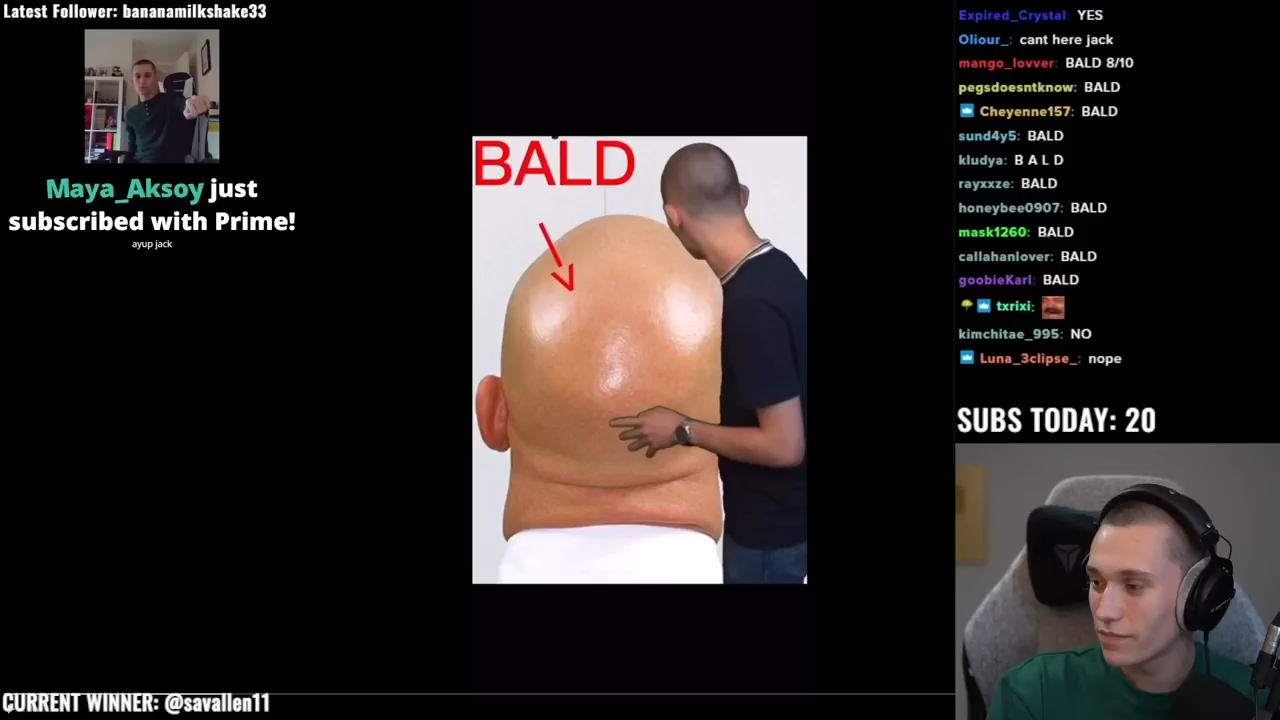 Latest Follower: bananamilkshake33
Maya_Aksoy just
subscribed with Prime!
ayup jack
BALD
Expired_Crystal: YES
Oliour_: cant here jack
mango_lovver: BALD 8/10
pegsdoesntknow: BALD
Cheyenne157: BALD
sund4y5: BALD
kludya: B A L D
rayxxze: BALD
honeybee0907: BALD
mask1260: BALD
callahanlover: BALD
goobieKarl: BALD
txrixi:
kimchitae_995: NO
Luna_3clipse_: nope
SUBS TODAY: 20
CURRENT WINNER: @savallen11